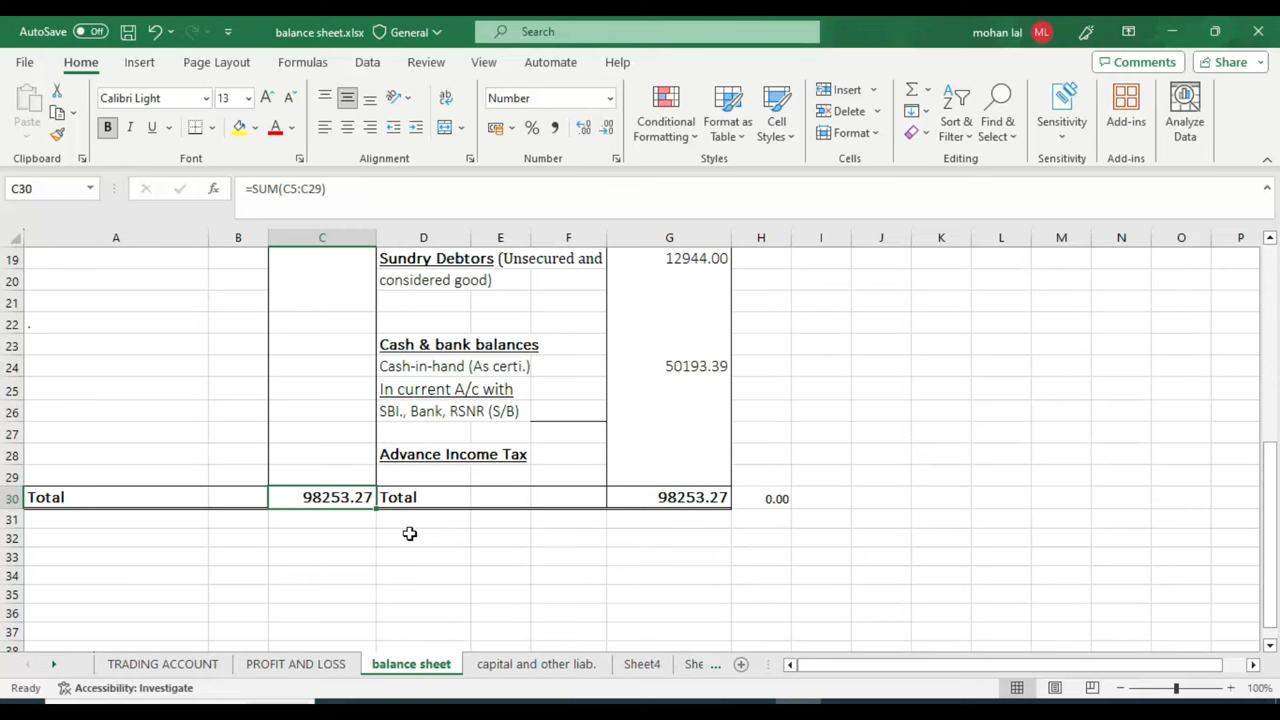 AutoSave Off balance sheet.xlsx General Search mohan lal ML
File Home Insert Page Layout Formulas Data Review View Automate Help Comments Share
Paste Calibri Light 13 A A ab Number Conditional Formatting Format as Table Cell Styles Insert Delete Format Sort & Filter Find & Select Sensitivity Add-ins Analyze Data
B I U A % 
Clipboard Font Alignment Number Styles Cells Editing Sensitivity Add-ins
C30 fx =SUM(C5:C29)
A B C D E F G H I J K L M N O P
19 Sundry Debtors (Unsecured and 12944.00
20 considered good)
21
22 .
23 Cash & bank balances
24 Cash-in-hand (As certi.) 50193.39
25 In current A/c with
26 SBI., Bank, RSNR (S/B)
27
28 Advance Income Tax
29
30 Total 98253.27 Total 98253.27 0.00
31
32
33
34
35
36
37
38
TRADING ACCOUNT PROFIT AND LOSS balance sheet capital and other liab. Sheet4 She ...
Ready Accessibility: Investigate 100%